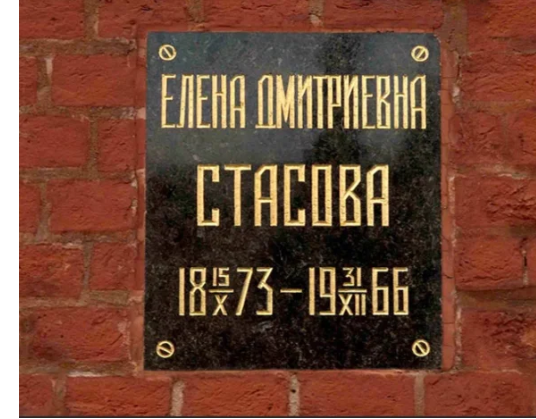 ЕЛЕНА ДМИТРИЕВНА
СТАСОВА
18 15/X 73 – 19 31/XII 66